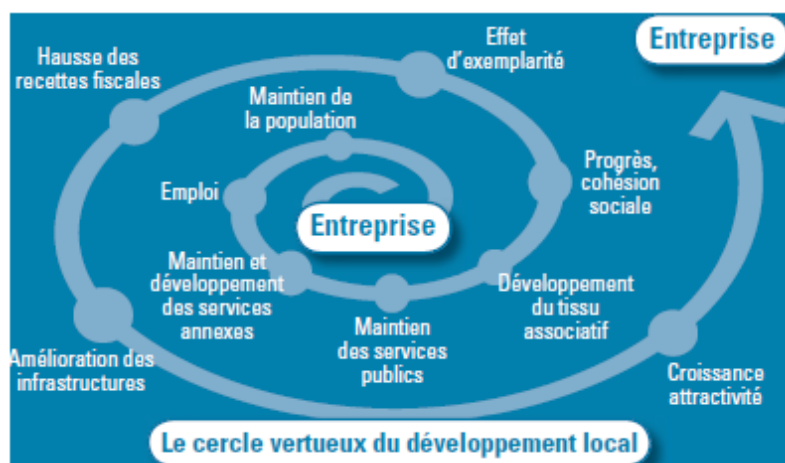 Hausse des
recettes fiscales
Effet
d'exemplarité
Entreprise
Maintien de
la population
Emploi
Progrès,
cohésion
sociale
Entreprise
Maintien et
développement
des services
annexes
Maintien
des services
publics
Développement
du tissu
associatif
Amélioration des
infrastructures
Croissance
attractivité
Le cercle vertueux du développement local